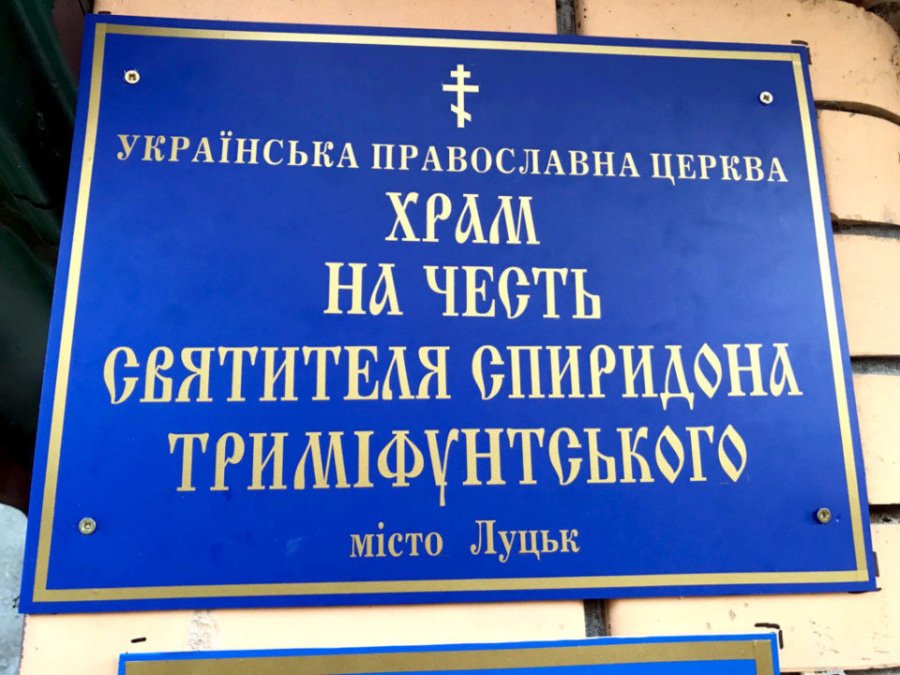 УКРАЇНСЬКА ПРАВОСЛАВНА ЦЕРКВА
ХРАМ
НА ЧЕСТЬ
СВЯТИТЕЛЯ СПИРИДОНА
ТРИМІФУНТСЬКОГО
місто Луцьк